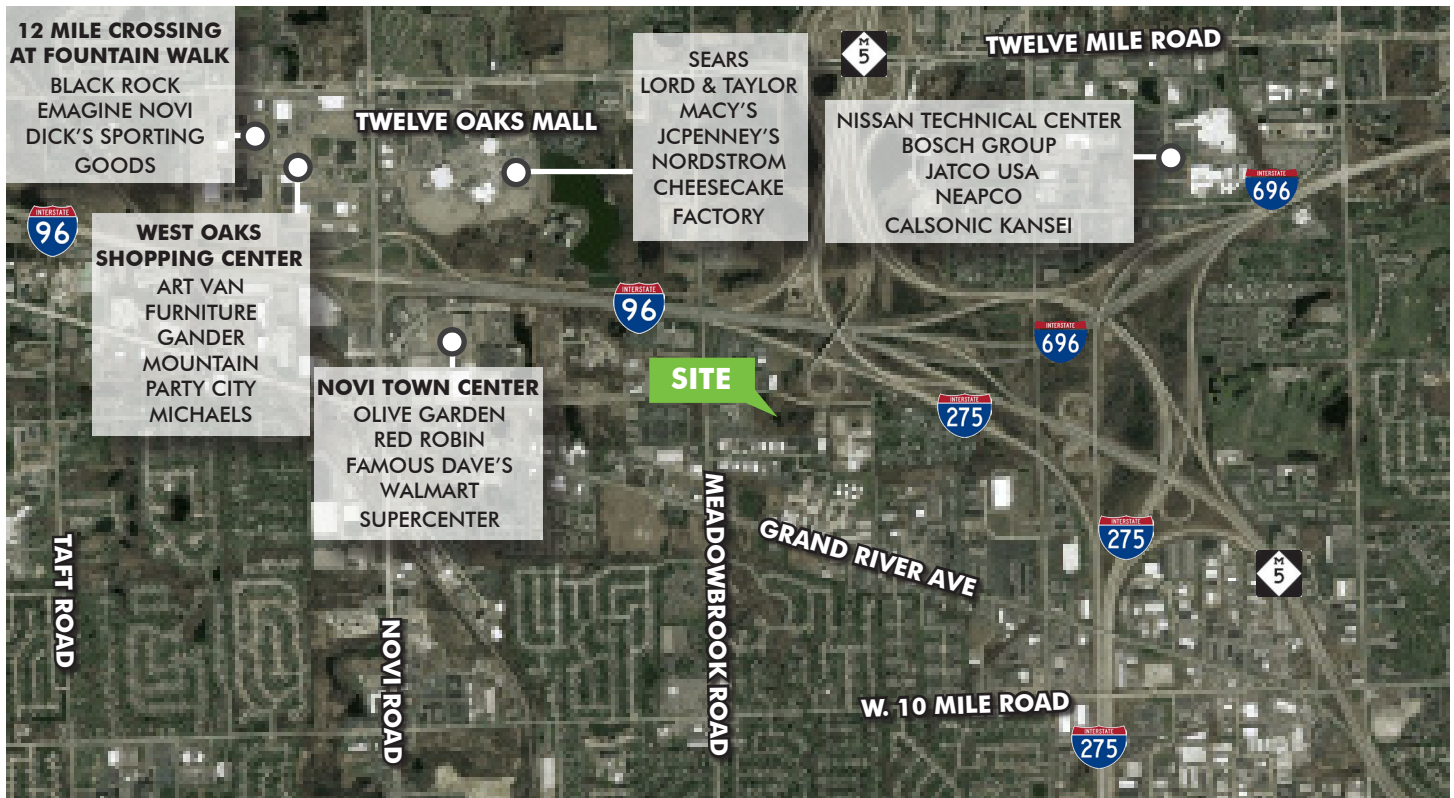 12 MILE CROSSING
AT FOUNTAIN WALK
BLACK ROCK
EMAGINE NOVI
DICK'S SPORTING
GOODS
TWELVE OAKS MALL
SEARS
LORD & TAYLOR
MACY'S
JCPENNEY'S
NORDSTROM
CHEESECAKE
FACTORY
M
5
TWELVE MILE ROAD
NISSAN TECHNICAL CENTER
BOSCH GROUP
JATCO USA
NEAPCO
CALSONIC KANSEI
INTERSTATE
696
INTERSTATE
96
WEST OAKS
SHOPPING CENTER
ART VAN
FURNITURE
GANDER
MOUNTAIN
PARTY CITY
MICHAELS
INTERSTATE
96
INTERSTATE
696
NOVI TOWN CENTER
OLIVE GARDEN
RED ROBIN
FAMOUS DAVE'S
WALMART
SUPERCENTER
SITE
INTERSTATE
275
TAFT ROAD
NOVI ROAD
MEADOWBROOK ROAD
GRAND RIVER AVE
INTERSTATE
275
M
5
W. 10 MILE ROAD
INTERSTATE
275